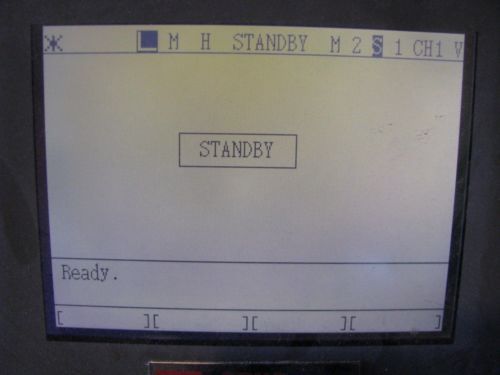 M H STANDBY M 2 S 1 CH1 V
STANDBY
Ready.
[ ][ ][ ][ ]